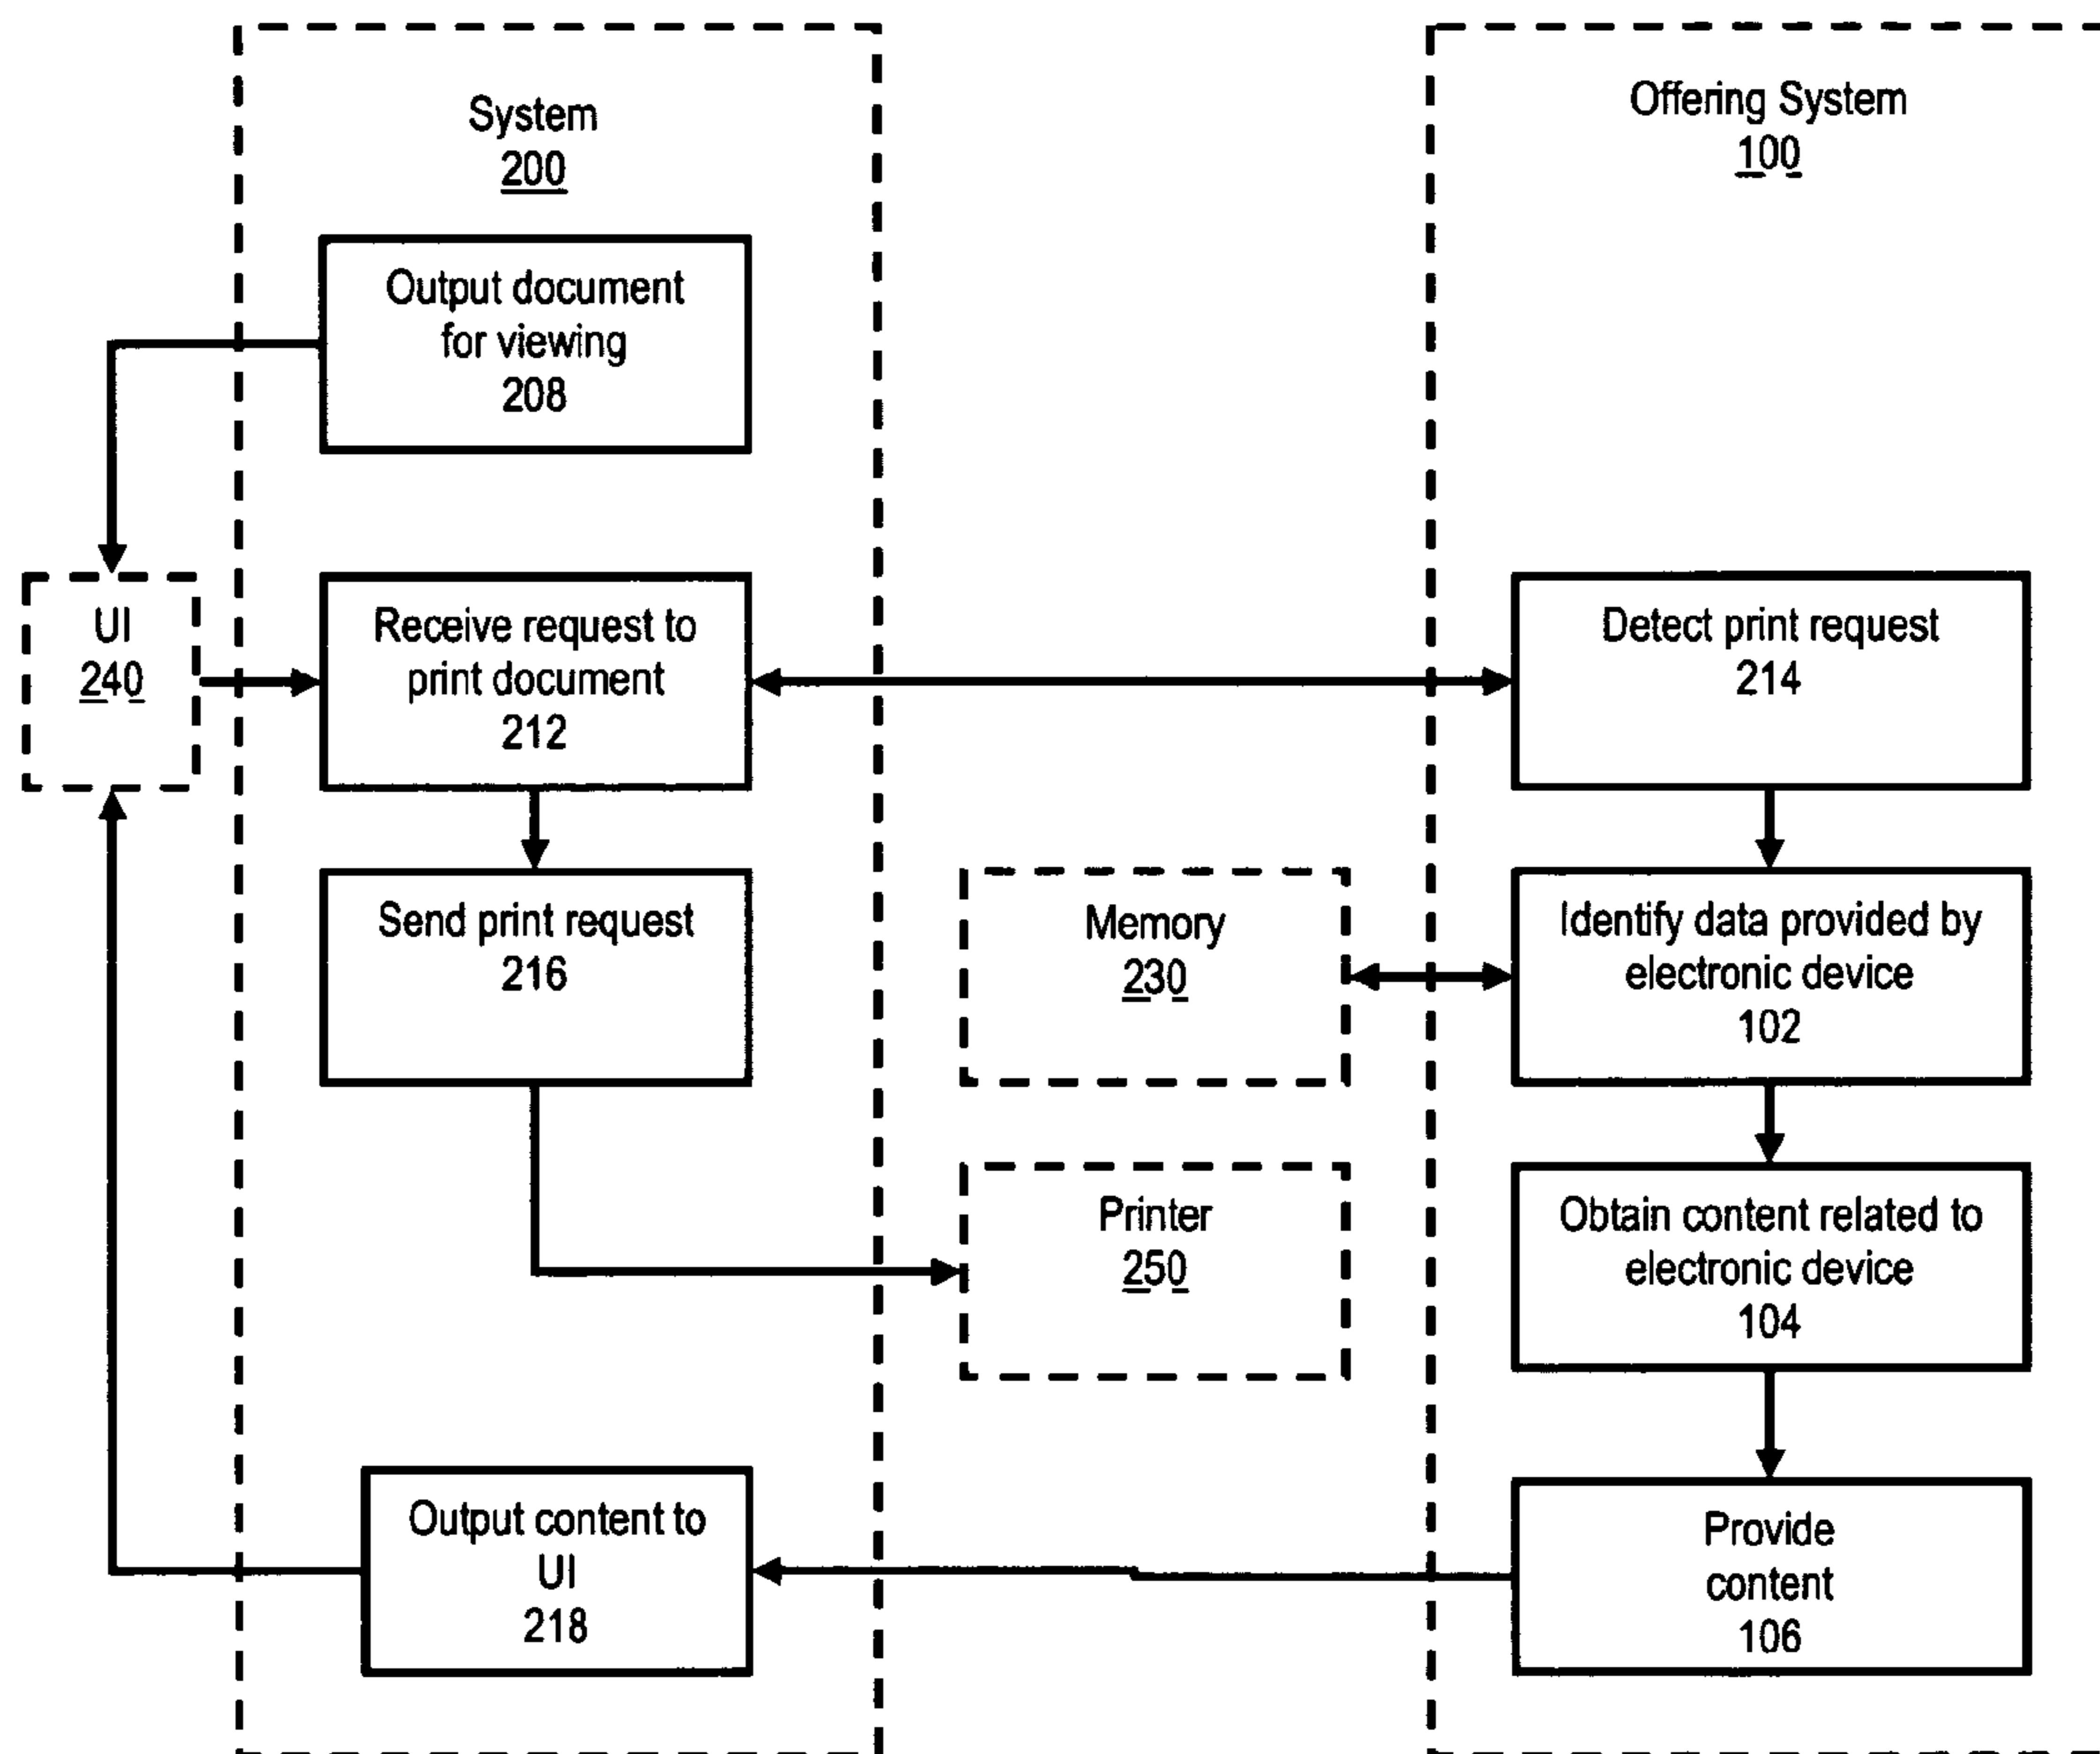 System
200
Offering System
100
Output document
for viewing
208
UI
240
Receive request to
print document
212
Detect print request
214
Send print request
216
Memory
230
Identify data provided by
electronic device
102
Printer
250
Obtain content related to
electronic device
104
Output content to
UI
218
Provide
content
106